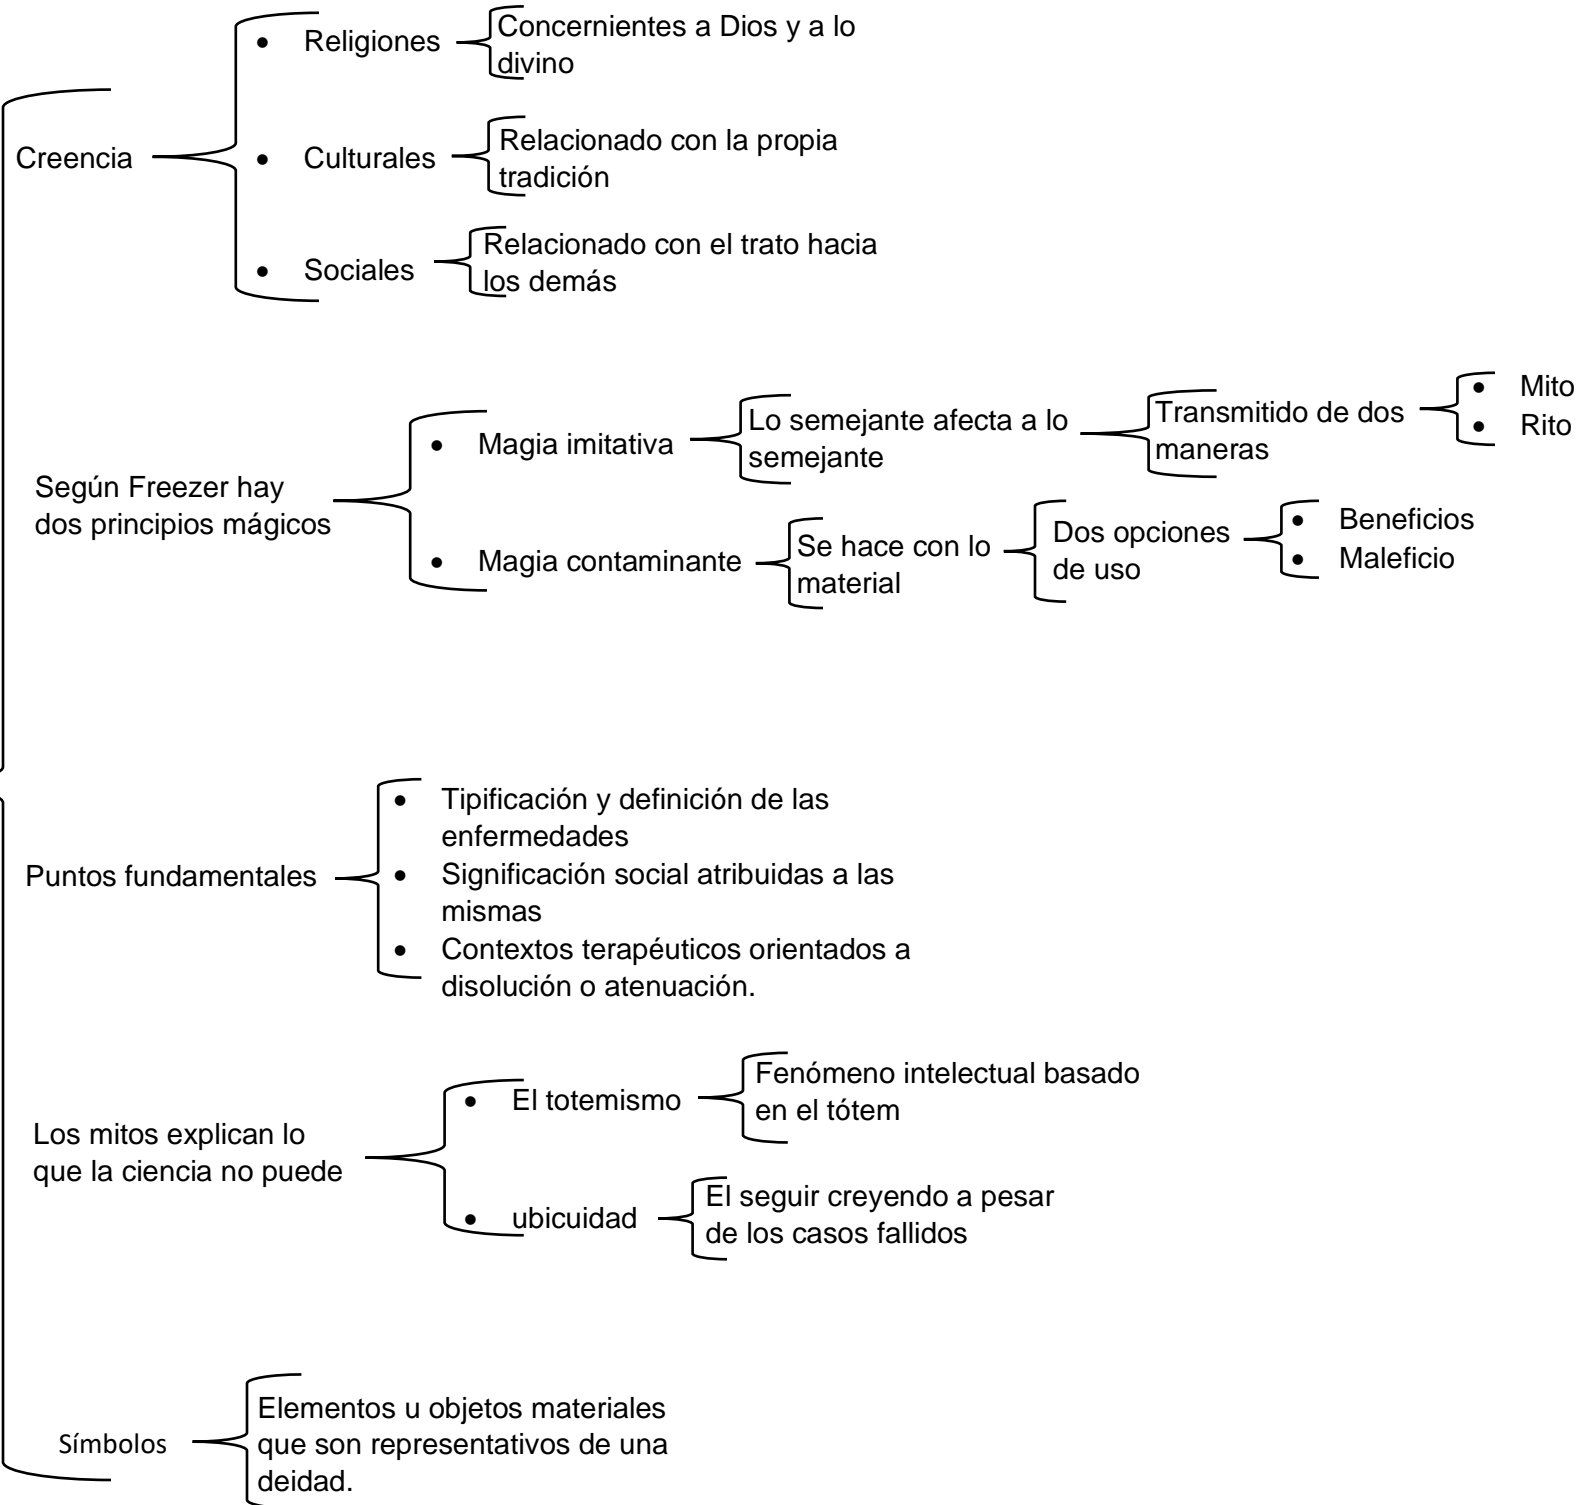 Creencia
• Religiones
Concernientes a Dios y a lo
divino
• Culturales
Relacionado con la propia
tradición
• Sociales
Relacionado con el trato hacia
los demás
Según Freezer hay
dos principios mágicos
• Magia imitativa
Lo semejante afecta a lo
semejante
Transmitido de dos
maneras
• Mito
• Rito
• Magia contaminante
Se hace con lo
material
Dos opciones
de uso
• Beneficios
• Maleficio
Puntos fundamentales
• Tipificación y definición de las
enfermedades
• Significación social atribuidas a las
mismas
• Contextos terapéuticos orientados a
disolución o atenuación.
Los mitos explican lo
que la ciencia no puede
• El totemismo
Fenómeno intelectual basado
en el tótem
• ubicuidad
El seguir creyendo a pesar
de los casos fallidos
Símbolos
Elementos u objetos materiales
que son representativos de una
deidad.